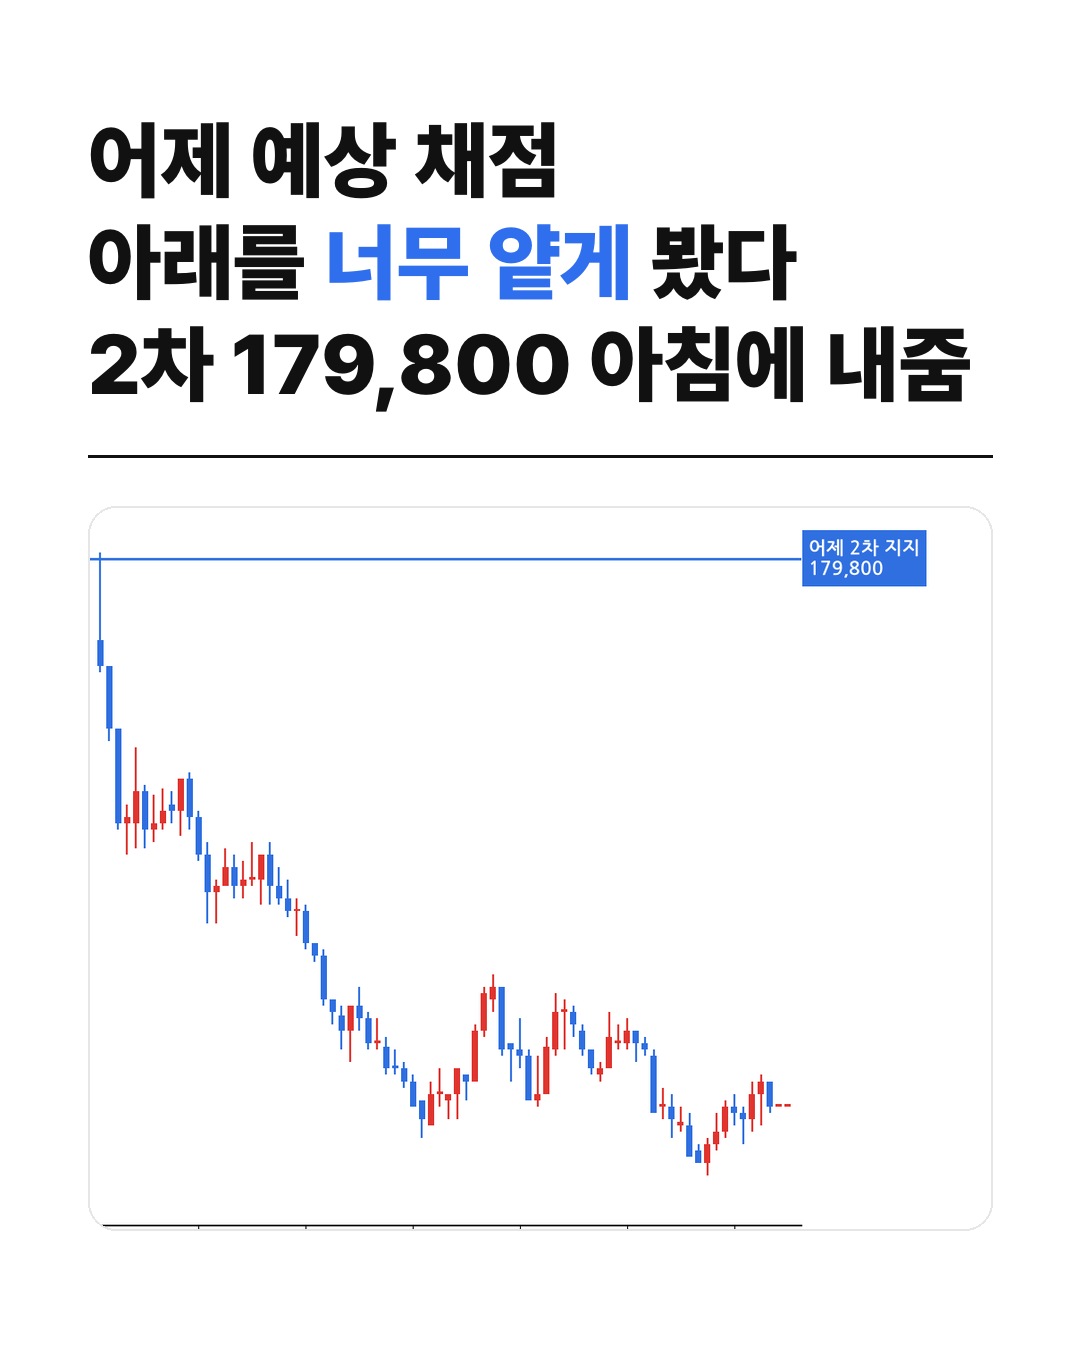 어제 예상 채점
아래를 너무 얕게 봤다
2차 179,800 아침에 내줌
어제 2차 지지
179,800